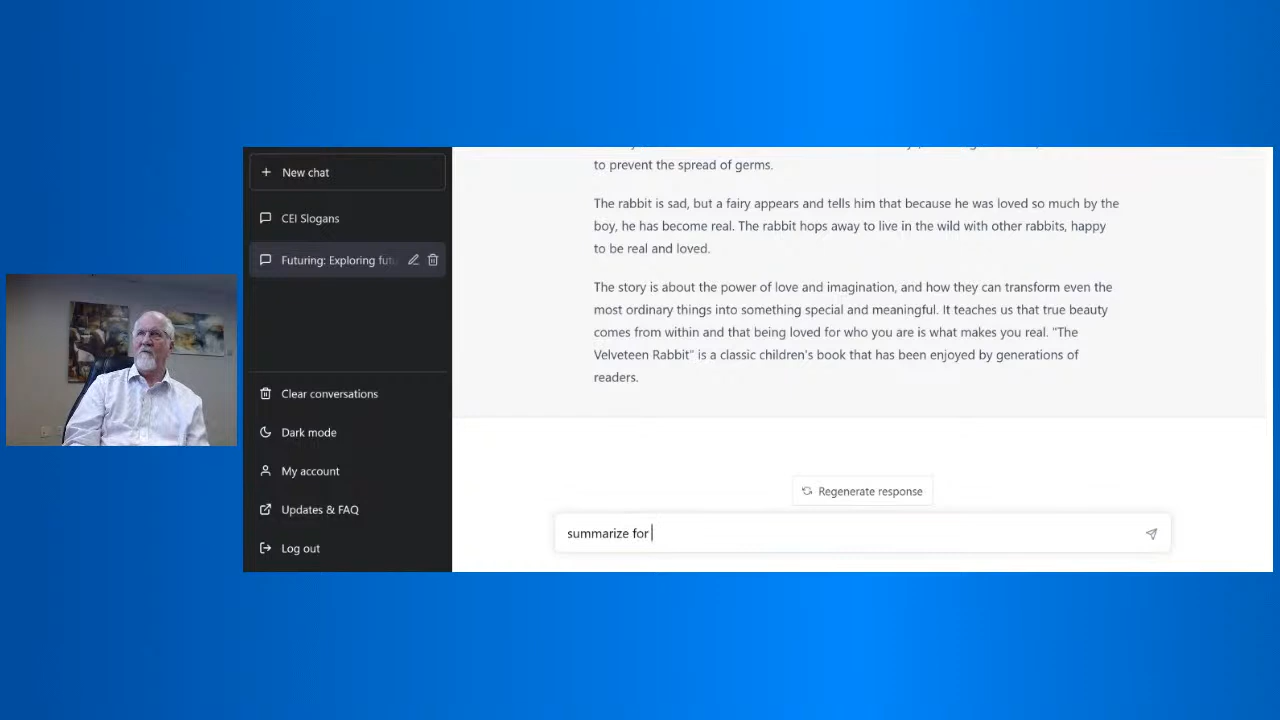 New chat
CEI Slogans
Futuring: Exploring futu
Clear conversations
Dark mode
My account
Updates & FAQ
Log out
to prevent the spread of germs.
The rabbit is sad, but a fairy appears and tells him that because he was loved so much by the
boy, he has become real. The rabbit hops away to live in the wild with other rabbits, happy
to be real and loved.
The story is about the power of love and imagination, and how they can transform even the
most ordinary things into something special and meaningful. It teaches us that true beauty
comes from within and that being loved for who you are is what makes you real. "The
Velveteen Rabbit" is a classic children's book that has been enjoyed by generations of
readers.
Regenerate response
summarize for